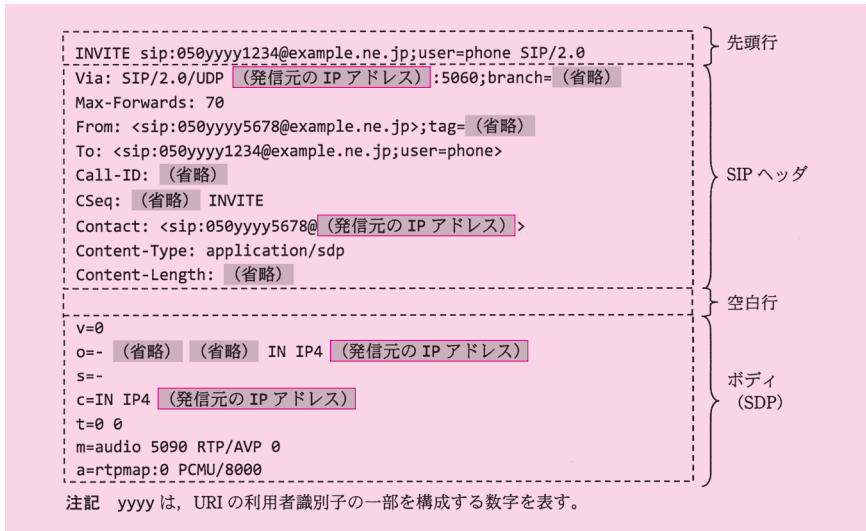 INVITE sip:050yyyy1234@example.ne.jp;user=phone SIP/2.0
先頭行
Via: SIP/2.0/UDP (発信元の IP アドレス) :5060;branch= (省略)
Max-Forwards: 70
From: <sip:050yyyy5678@example.ne.jp>;tag= (省略)
To: <sip:050yyyy1234@example.ne.jp;user=phone>
Call-ID: (省略)
SIP ヘッダ
CSeq: (省略) INVITE
Contact: <sip:050yyyy5678@ (発信元の IP アドレス) >
Content-Type: application/sdp
Content-Length: (省略)
空白行
v=0
o=- (省略) (省略) IN IP4 (発信元の IP アドレス)
s=-
ボディ
(SDP)
c=IN IP4 (発信元の IP アドレス)
t=0 0
m=audio 5090 RTP/AVP 0
a=rtpmap:0 PCMU/8000
注記 yyyy は，URI の利用者識別子の一部を構成する数字を表す。